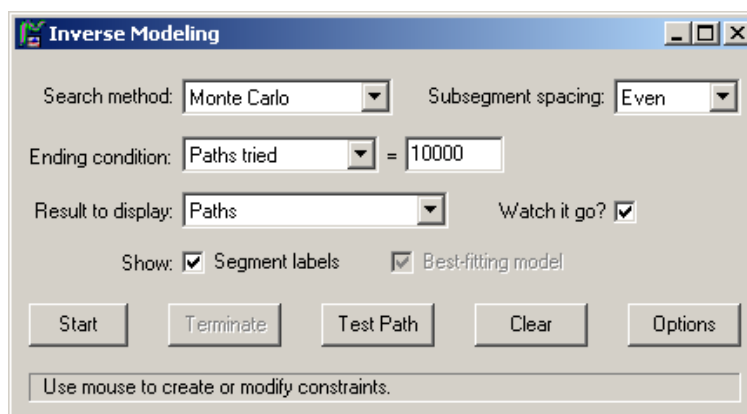 Inverse Modeling
Search method: Monte Carlo Subsegment spacing: Even
Ending condition: Paths tried = 10000
Result to display: Paths Watch it go?
Show: Segment labels Best-fitting model
Start Terminate Test Path Clear Options
Use mouse to create or modify constraints.